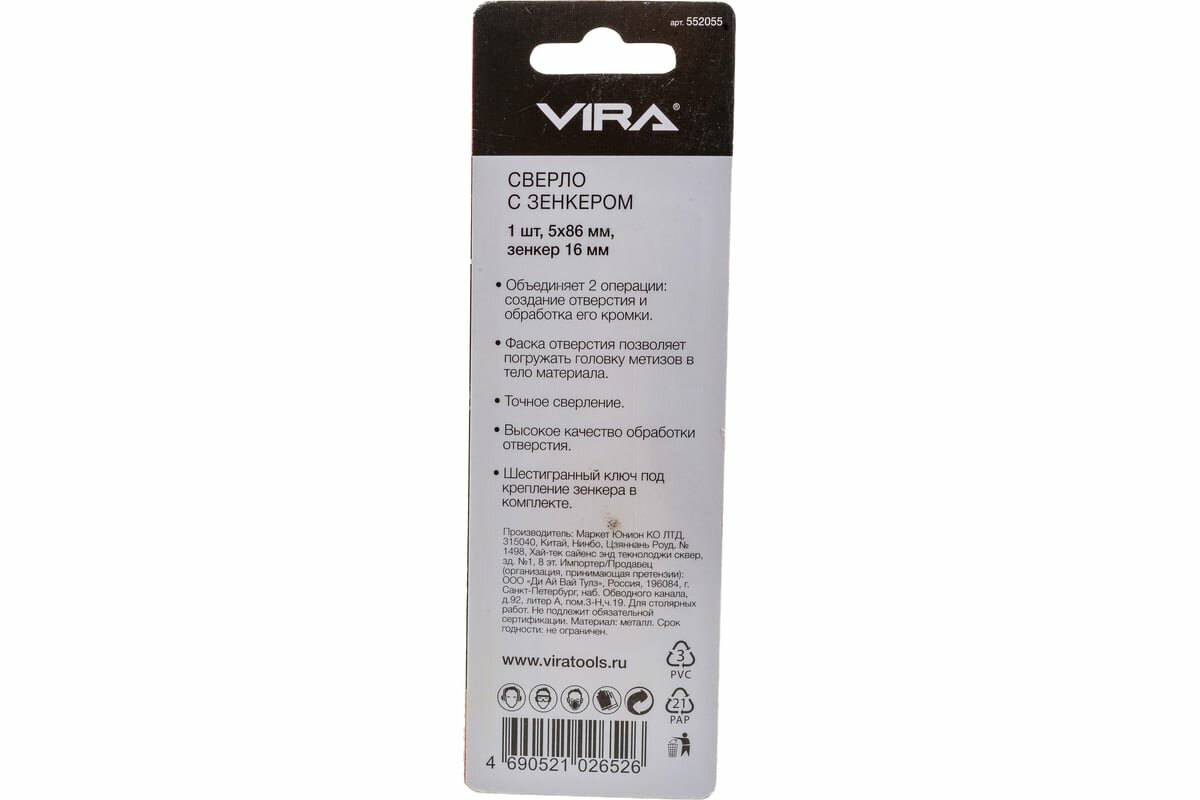 арт. 552055
VIRA®
СВЕРЛО
С ЗЕНКЕРОМ
1 шт, 5х86 мм,
зенкер 16 мм
• Объединяет 2 операции:
создание отверстия и
обработка его кромки.
• Фаска отверстия позволяет
погружать головку метизов в
тело материала.
• Точное сверление.
• Высокое качество обработки
отверстия.
• Шестигранный ключ под
крепление зенкера в
комплекте.
Производитель: Маркет Юнион КО ЛТД,
315040, Китай, Нинбо, Цзяннань Роуд, №
1498, Хай-тек сайенс энд текнолоджи сквер,
зд. №1, 8 эт. Импортер/Продавец
(организация, принимающая претензии):
ООО «Ди Ай Вай Тулз», Россия, 196084, г.
Санкт-Петербург, наб. Обводного канала,
д.92, литер А, пом.3-Н,ч.19. Для столярных
работ. Не подлежит обязательной
сертификации. Материал: металл. Срок
годности: не ограничен.
www.viratools.ru
3
PVC
21
PAP
4 690521 026526